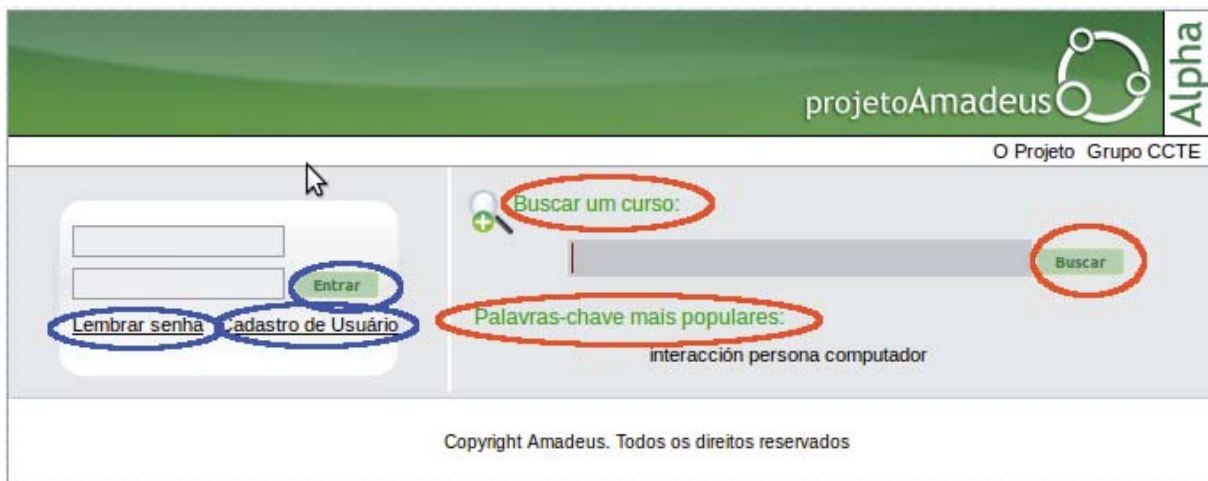 projetoAmadeus
Alpha
O Projeto Grupo CCTE
Buscar um curso:
Buscar
Entrar
Lembrar senha Cadastro de Usuário
Palavras-chave mais populares:
interacción persona computador
Copyright Amadeus. Todos os direitos reservados